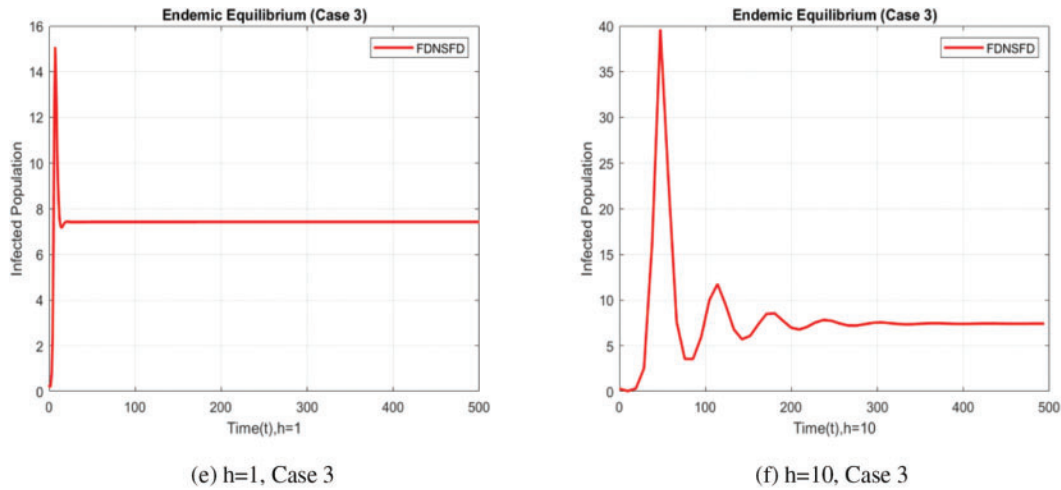 Endemic Equilibrium (Case 3)
16
14
12
10
8
6
4
2
0
Infected Population
FDNSFD
0 100 200 300 400 500
Time(t),h=1
(e) h=1, Case 3
Endemic Equilibrium (Case 3)
40
35
30
25
20
15
10
5
0
Infected Population
FDNSFD
0 100 200 300 400 500
Time(t),h=10
(f) h=10, Case 3